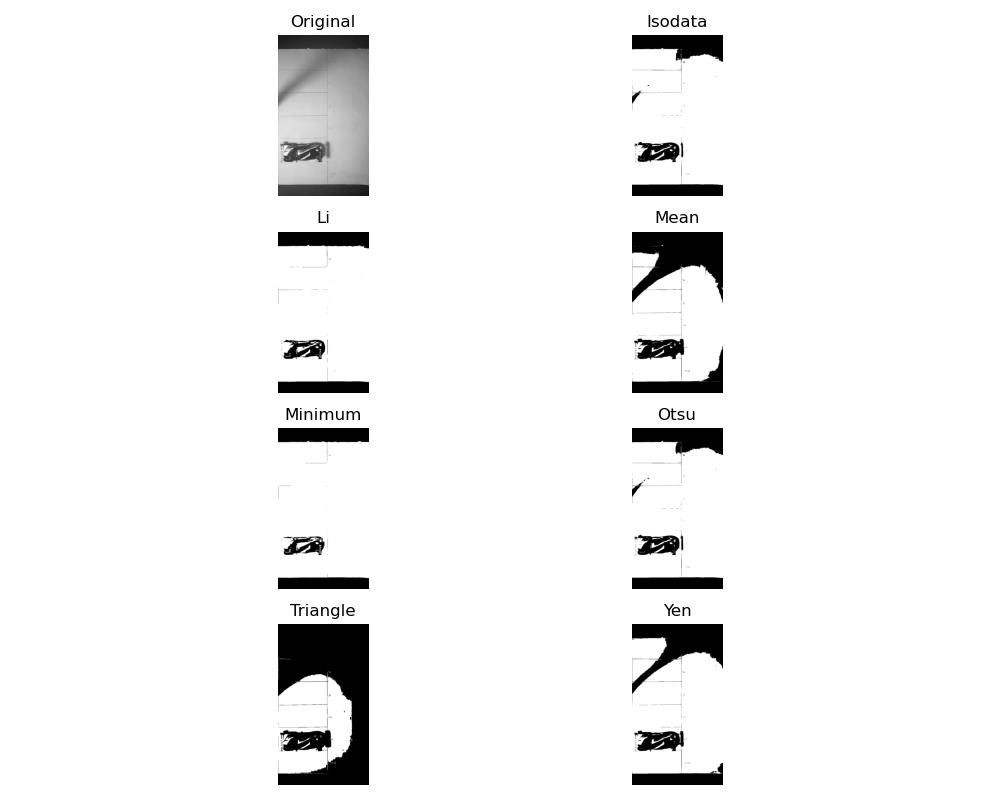 Original
Isodata
Li
Mean
Minimum
Otsu
Triangle
Yen